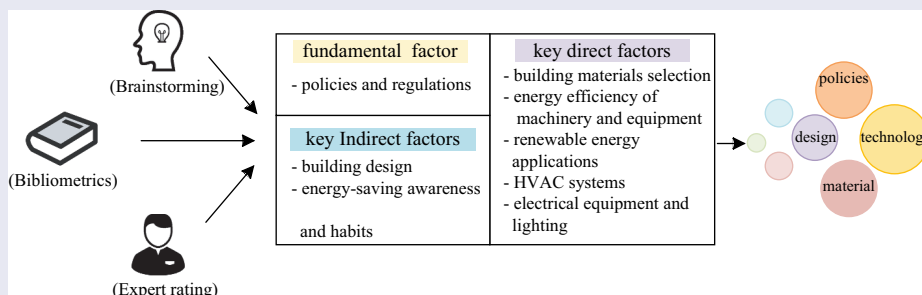 (Brainstorming)
(Bibliometrics)
(Expert rating)
fundamental factor
- policies and regulations
key Indirect factors
- building design
- energy-saving awareness
and habits
key direct factors
- building materials selection
- energy efficiency of
machinery and equipment
- renewable energy
applications
- HVAC systems
- electrical equipment and
lighting
policies
design
technolog
material